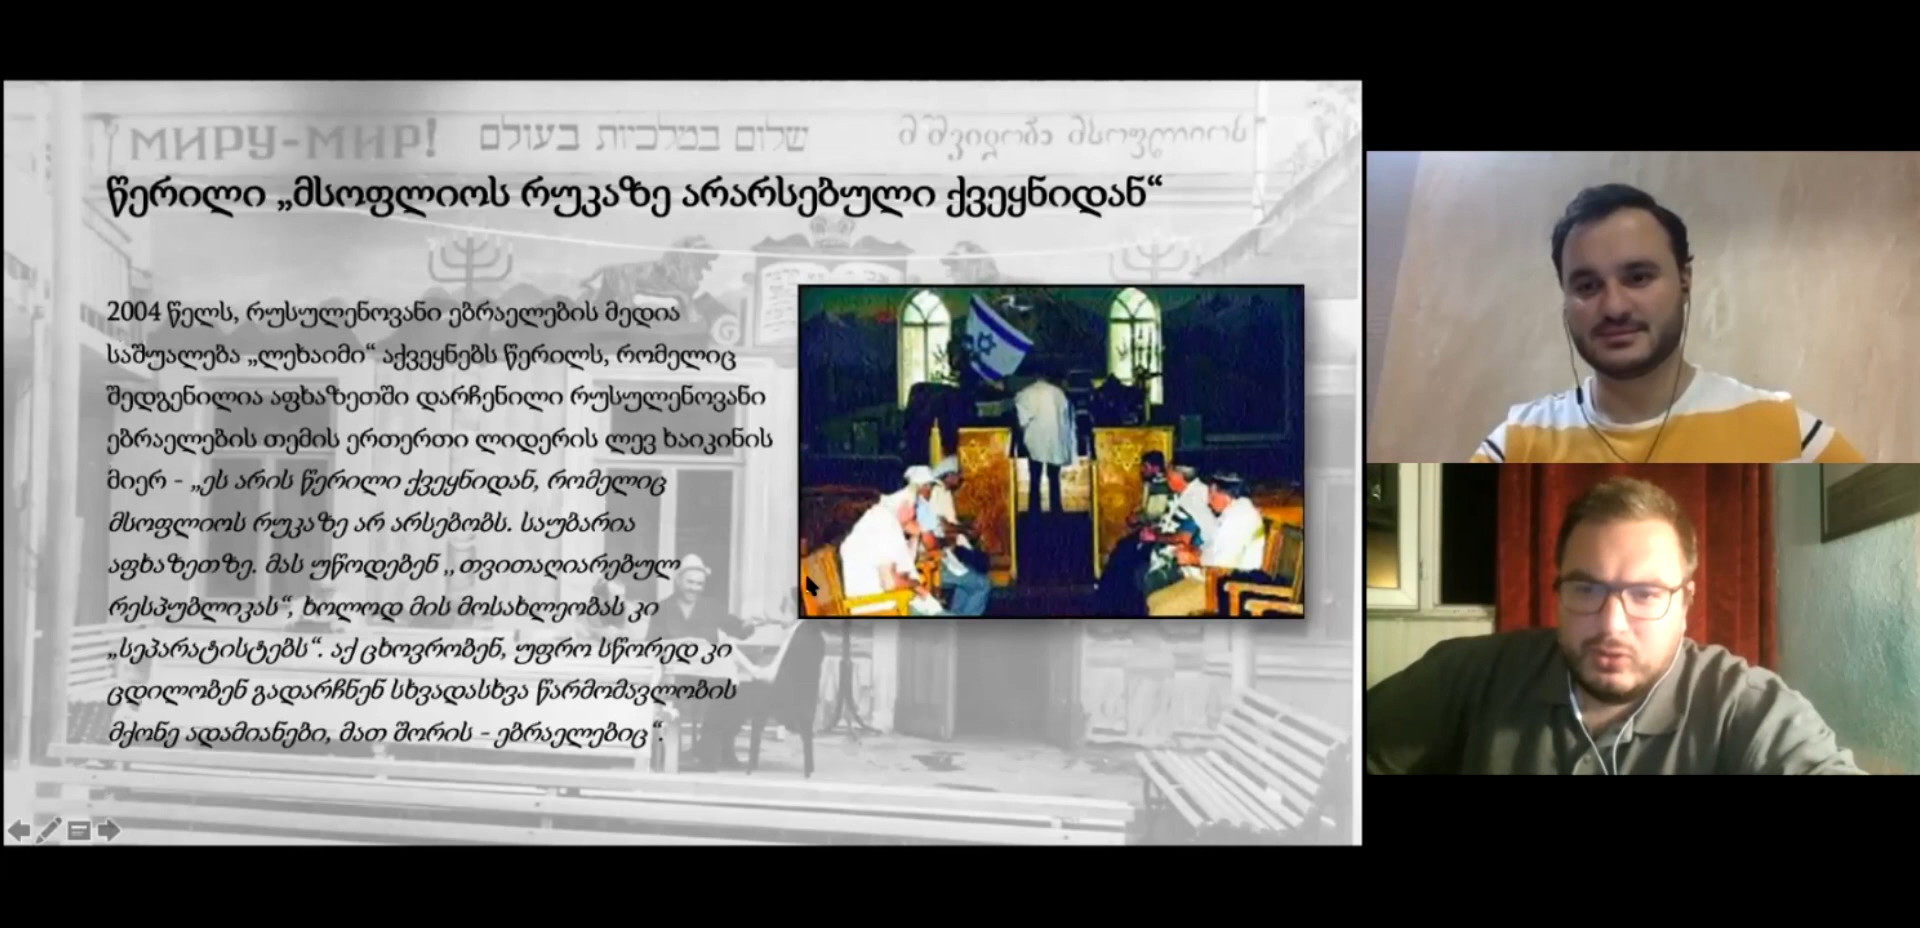 МИРУ-МИР!
שלום במלכיות בעולם
მშვიდობა მსოფლიოს
წერილი „მსოფლიოს რუკაზე არარსებული ქვეყნიდან“
2004 წელს, რუსულენოვანი ებრაელების მედია
საშუალება „ლეხაიმი“ აქვეყნებს წერილს, რომელიც
შედგენილია აფხაზეთში დარჩენილი რუსულენოვანი
ებრაელების თემის ერთერთი ლიდერის ლევ ხაიკინის
მიერ - „ეს არის წერილი ქვეყნიდან, რომელიც
მსოფლიოს რუკაზე არ არსებობს. საუბარია
აფხაზეთზე. მას უწოდებენ „ თვითაღიარებულ
რესპუბლიკას“, ხოლოდ მის მოსახლეობას კი
„სეპარატისტებს“. აქ ცხოვრობენ, უფრო სწორედ კი
ცდილობენ გადარჩნენ სხვადასხვა წარმომავლობის
მქონე ადამიანები, მათ შორის - ებრაელებიც“.